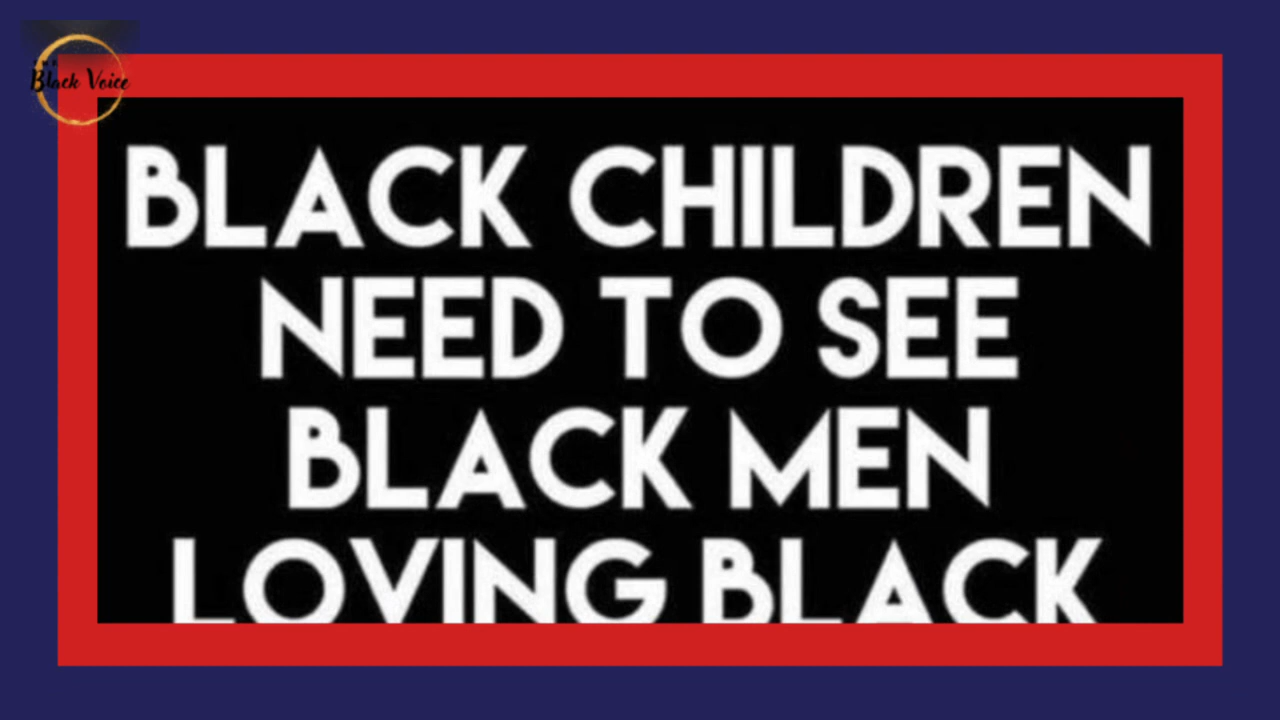 Black Voice
BLACK CHILDREN
NEED TO SEE
BLACK MEN
LOVING BLACK